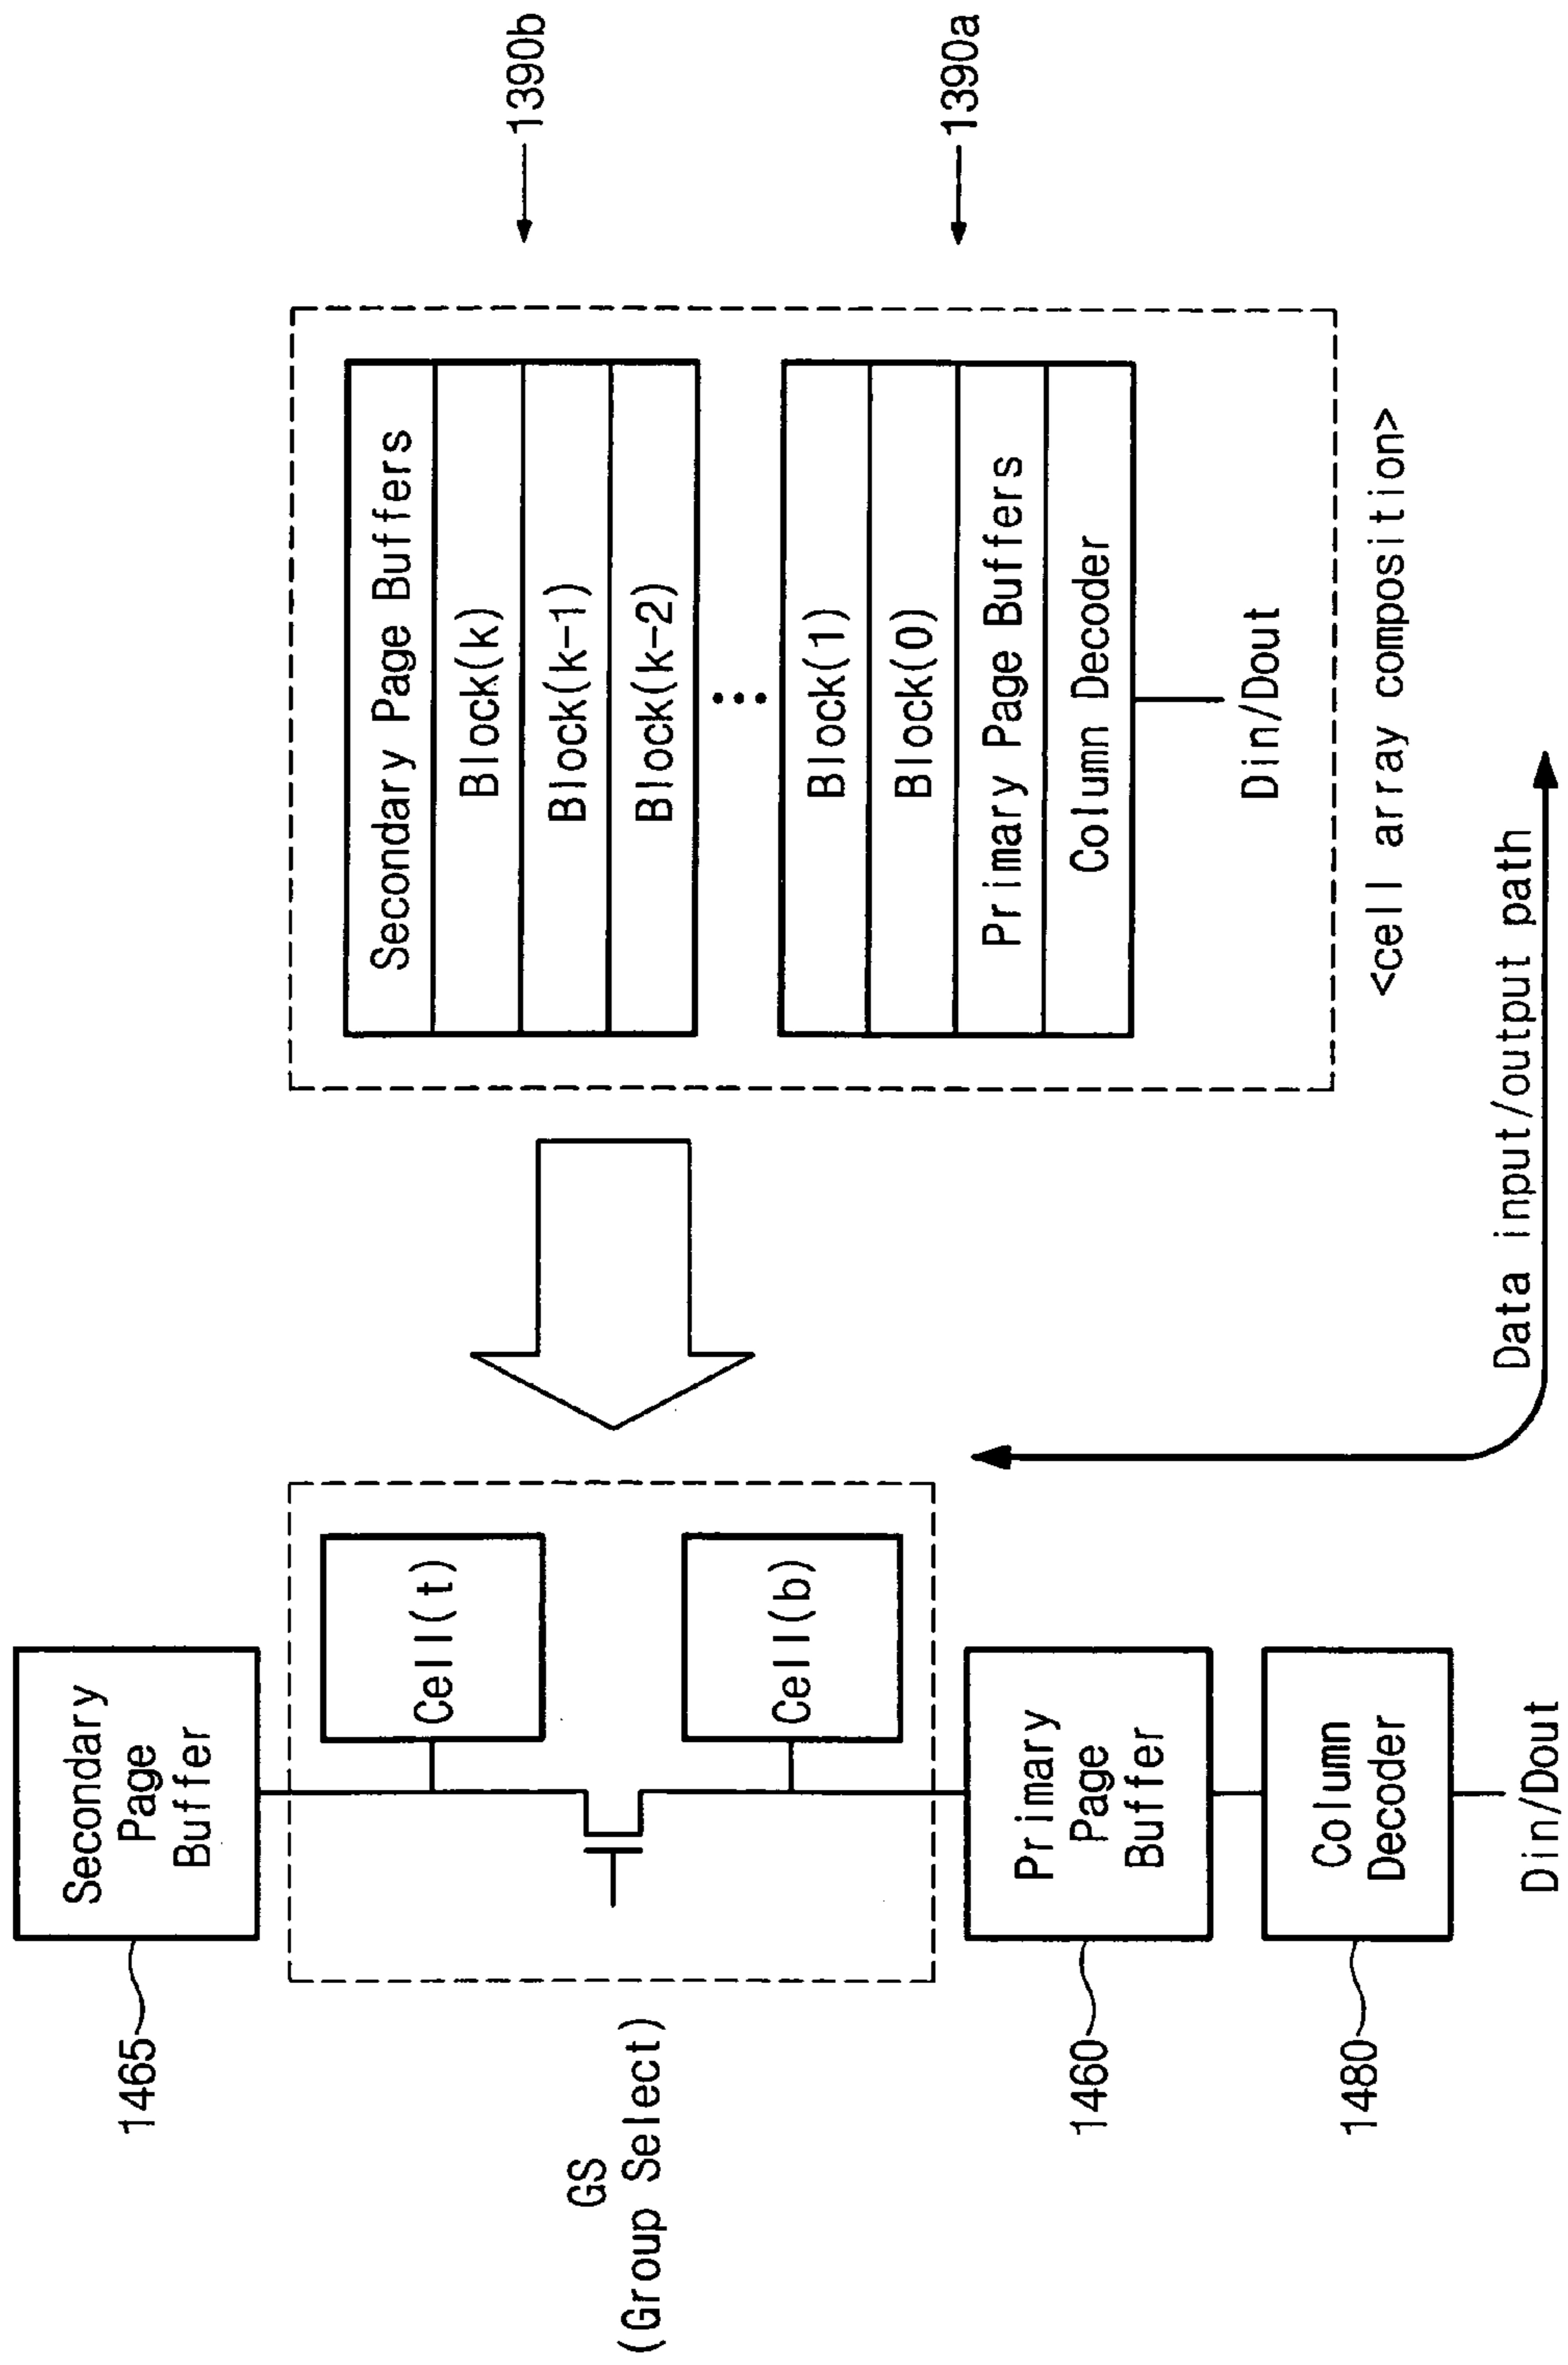 Secondary
Page
Buffer
1465
GS
(Group Select)
Cell(t)
Cell(b)
Primary
Page
Buffer
1460
Column
Decoder
1480
Din/Dout
Data input/output path
Secondary Page Buffers
Block(k)
Block(k-1)
Block(k-2)
Block(1)
Block(0)
Primary Page Buffers
Column Decoder
Din/Dout
<cell array composition>
1390b
1390a